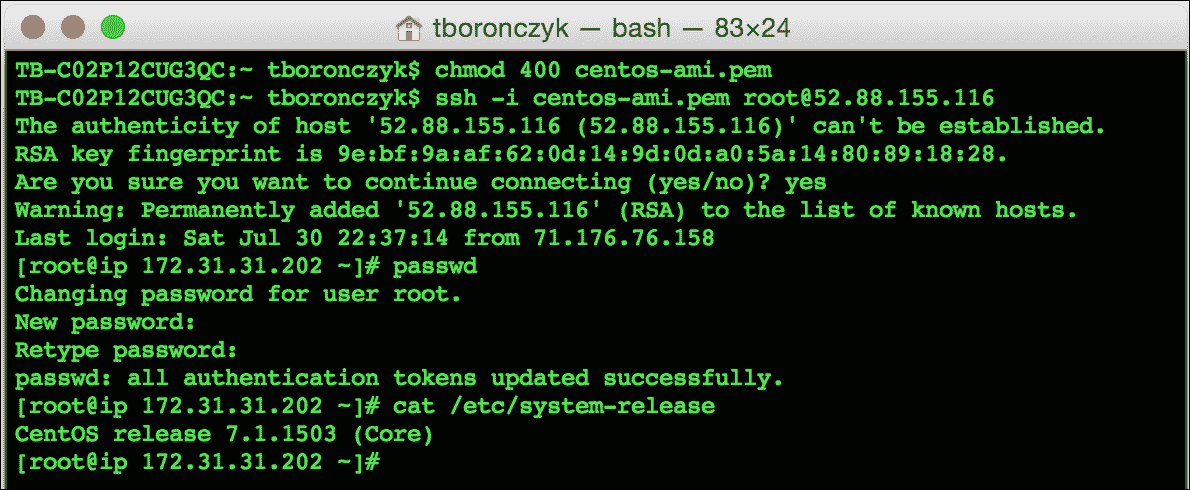 tboronczyk — bash — 83×24
TB-C02P12CUG3QC:~ tboronczyk$ chmod 400 centos-ami.pem
TB-C02P12CUG3QC:~ tboronczyk$ ssh -i centos-ami.pem root@52.88.155.116
The authenticity of host '52.88.155.116 (52.88.155.116)' can't be established.
RSA key fingerprint is 9e:bf:9a:af:62:0d:14:9d:0d:a0:5a:14:80:89:18:28.
Are you sure you want to continue connecting (yes/no)? yes
Warning: Permanently added '52.88.155.116' (RSA) to the list of known hosts.
Last login: Sat Jul 30 22:37:14 from 71.176.76.158
[root@ip 172.31.31.202 ~]# passwd
Changing password for user root.
New password:
Retype password:
passwd: all authentication tokens updated successfully.
[root@ip 172.31.31.202 ~]# cat /etc/system-release
CentOS release 7.1.1503 (Core)
[root@ip 172.31.31.202 ~]#